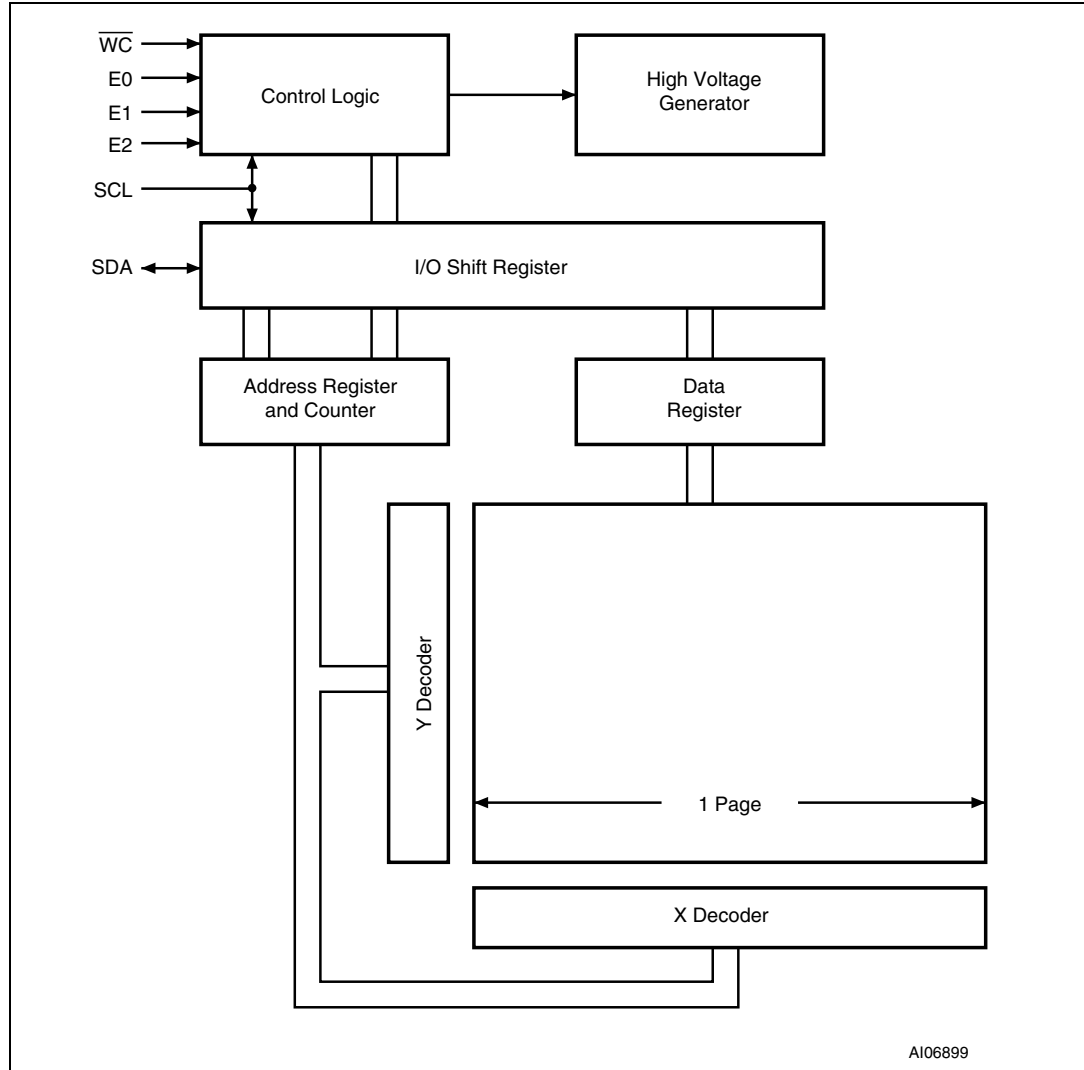 W̅C̅
E0
E1
E2
SCL
SDA
Control Logic
High Voltage
Generator
I/O Shift Register
Address Register
and Counter
Data
Register
Y Decoder
1 Page
X Decoder
AI06899